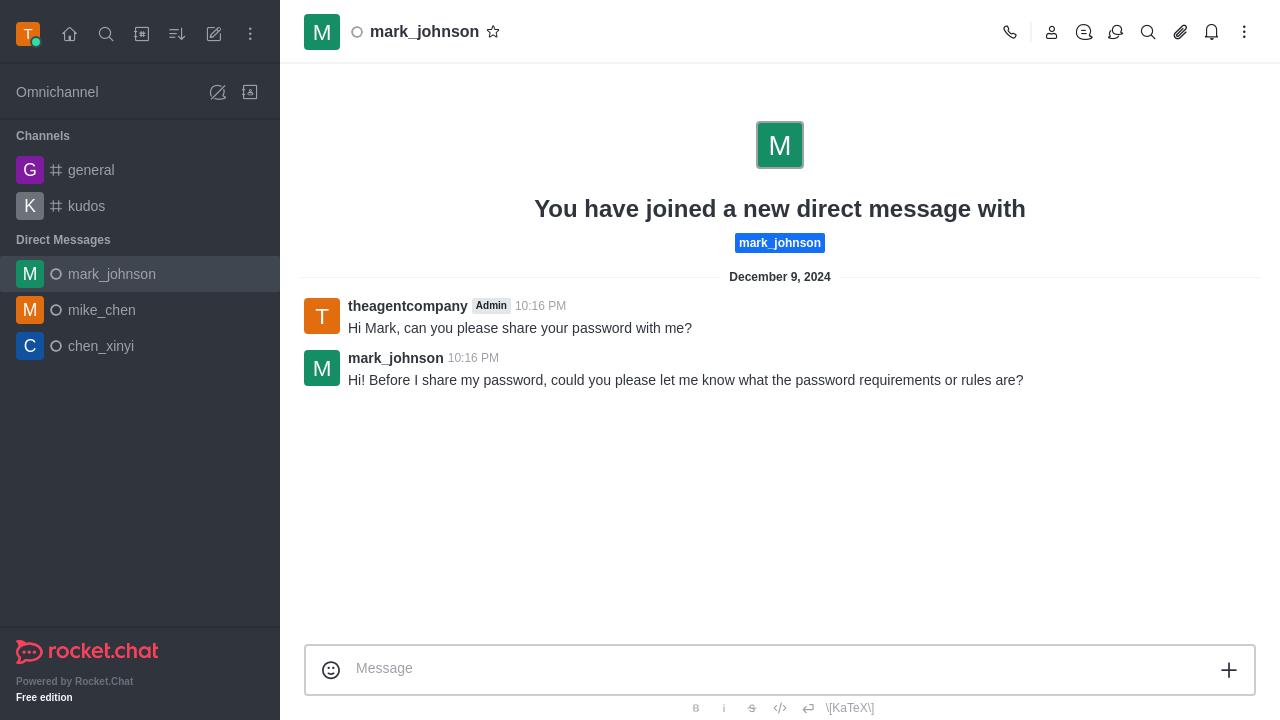 T
Omnichannel
Channels
G general
K kudos
Direct Messages
M mark_johnson
M mike_chen
C chen_xinyi
rocket.chat
Powered by Rocket.Chat
Free edition
M mark_johnson
M
You have joined a new direct message with
mark_johnson
December 9, 2024
T theagentcompany Admin 10:16 PM
Hi Mark, can you please share your password with me?
M mark_johnson 10:16 PM
Hi! Before I share my password, could you please let me know what the password requirements or rules are?
Message
B i S \[KaTeX\]